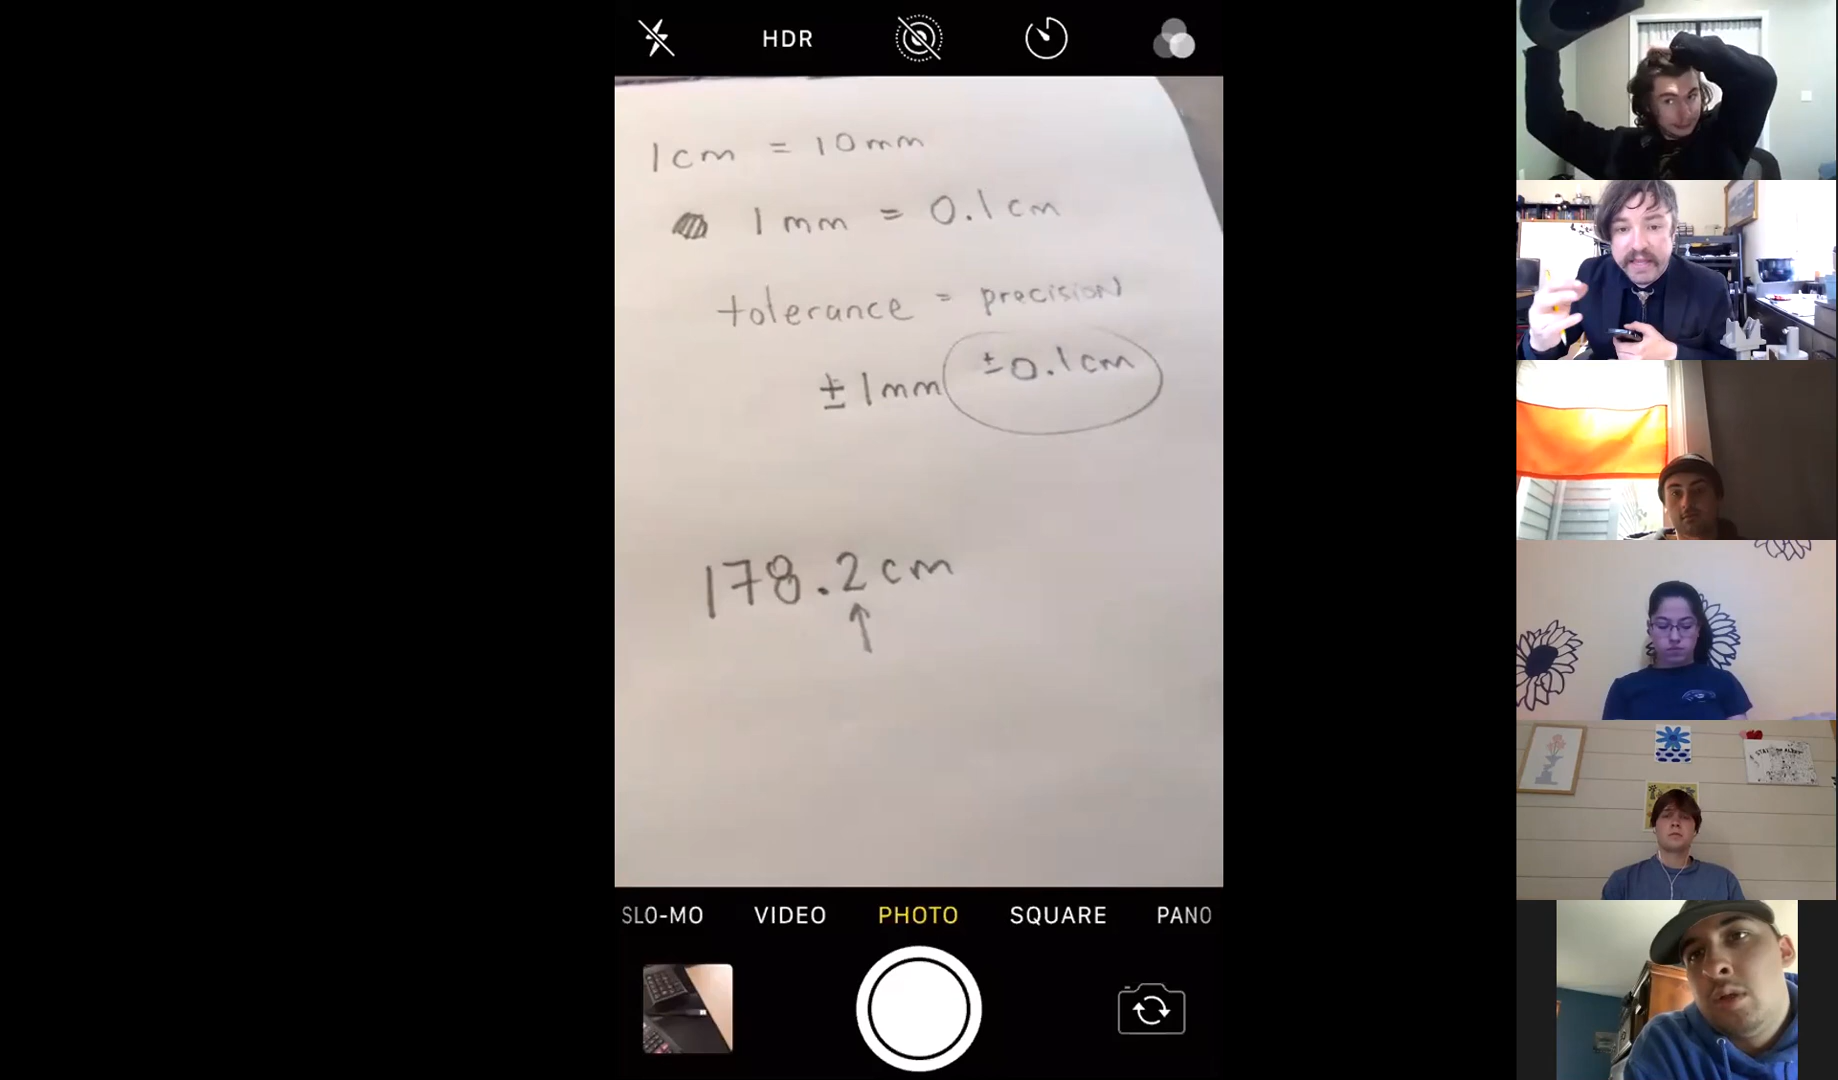 HDR
1cm = 10mm
1mm = 0.1cm
tolerance = precision
±1mm ±0.1cm
178.2cm
↑
SLO-MO VIDEO PHOTO SQUARE PANO